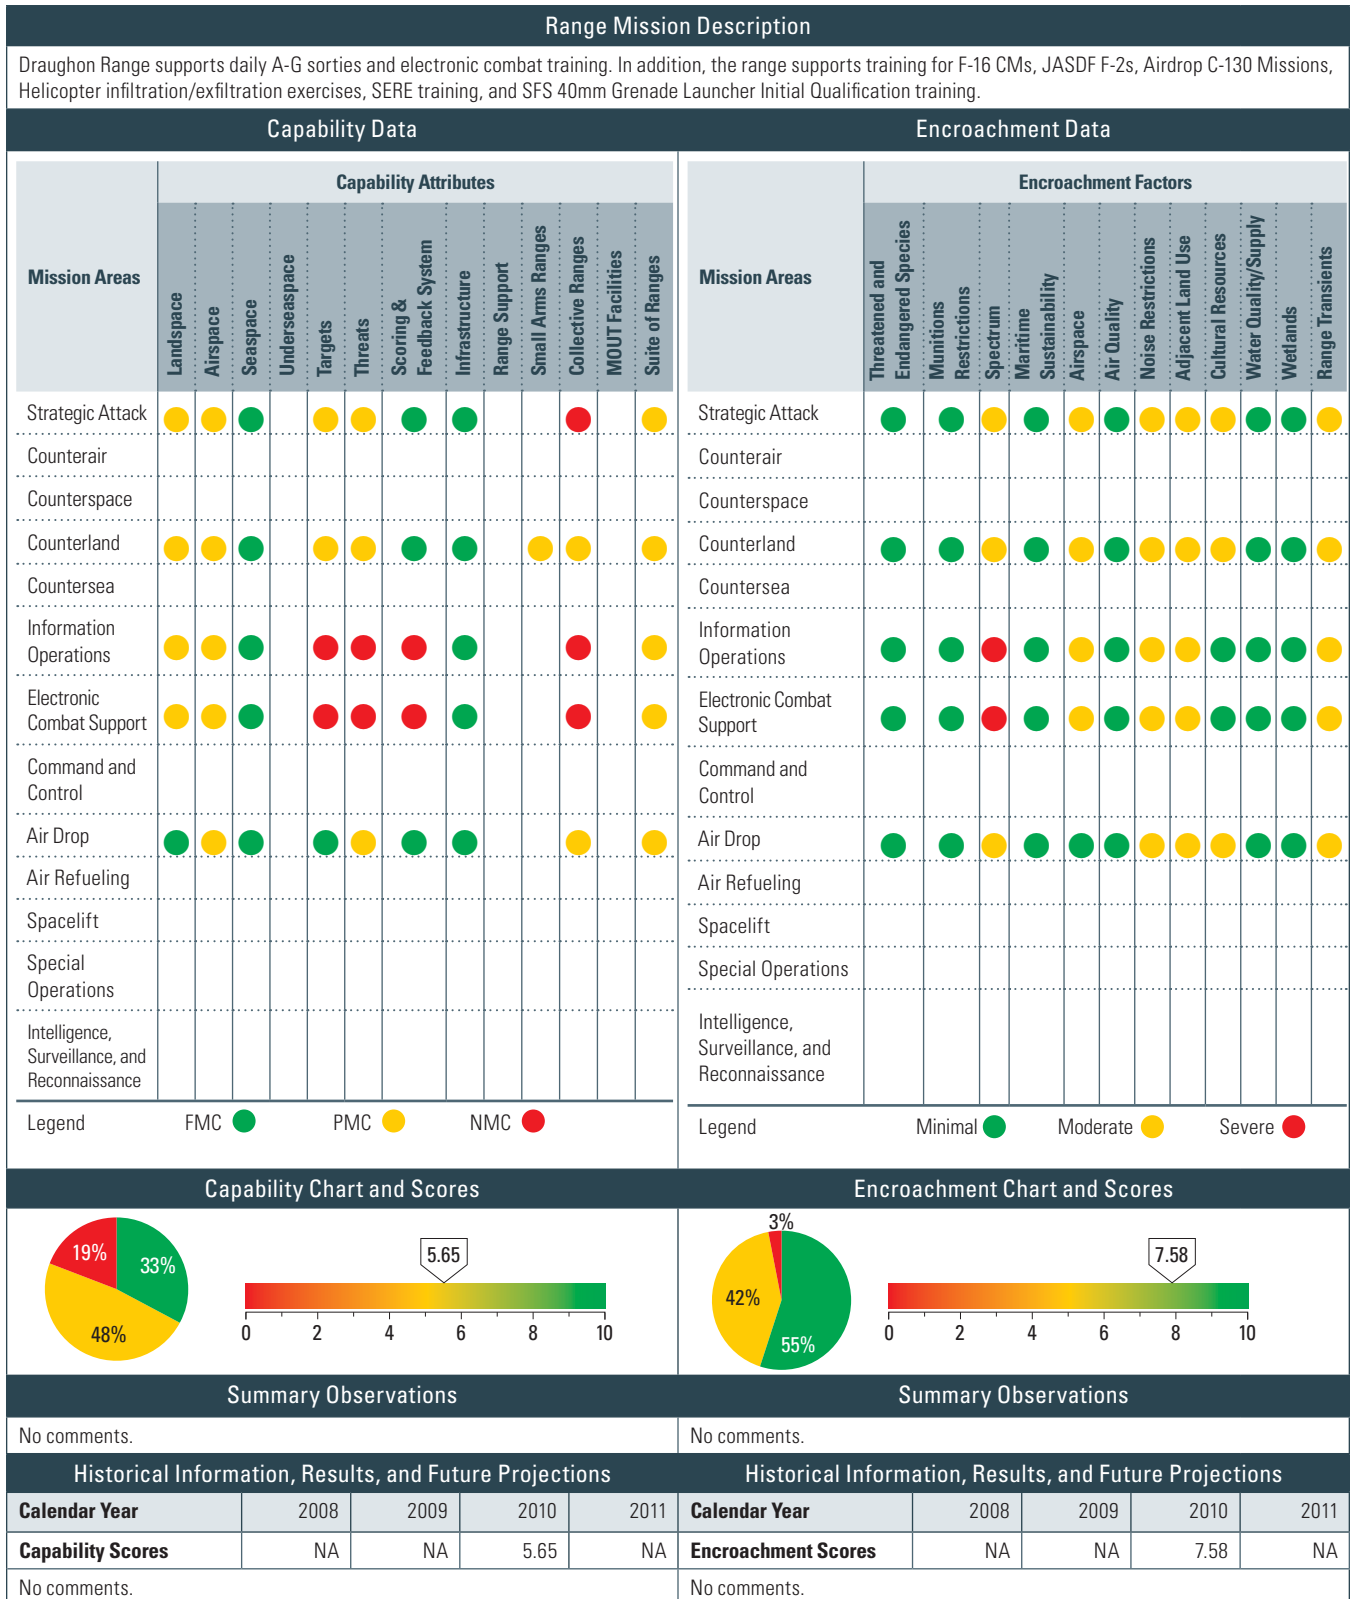 Range Mission Description
Draughon Range supports daily A-G sorties and electronic combat training. In addition, the range supports training for F-16 CMs, JASDF F-2s, Airdrop C-130 Missions,
Helicopter infiltration/exfiltration exercises, SERE training, and SFS 40mm Grenade Launcher Initial Qualification training.
Capability Data
Mission Areas
Capability Attributes
Landspace
Airspace
Seaspace
Underseaspace
Targets
Threats
Scoring &
Feedback System
Infrastructure
Range Support
Small Arms Ranges
Collective Ranges
MOUT Facilities
Suite of Ranges
Strategic Attack
Counterair
Counterspace
Counterland
Countersea
Information
Operations
Electronic
Combat Support
Command and
Control
Air Drop
Air Refueling
Spacelift
Special
Operations
Intelligence,
Surveillance, and
Reconnaissance
Legend FMC PMC NMC
Encroachment Data
Mission Areas
Encroachment Factors
Threatened and
Endangered Species
Munitions
Restrictions
Spectrum
Maritime
Sustainability
Airspace
Air Quality
Noise Restrictions
Adjacent Land Use
Cultural Resources
Water Quality/Supply
Wetlands
Range Transients
Strategic Attack
Counterair
Counterspace
Counterland
Countersea
Information
Operations
Electronic Combat
Support
Command and
Control
Air Drop
Air Refueling
Spacelift
Special Operations
Intelligence,
Surveillance, and
Reconnaissance
Legend Minimal Moderate Severe
Capability Chart and Scores
19%
33%
48%
5.65
0 2 4 6 8 10
Encroachment Chart and Scores
3%
42%
55%
7.58
0 2 4 6 8 10
Summary Observations
No comments.
Summary Observations
No comments.
Historical Information, Results, and Future Projections
Calendar Year 2008 2009 2010 2011
Capability Scores NA NA 5.65 NA
No comments.
Historical Information, Results, and Future Projections
Calendar Year 2008 2009 2010 2011
Encroachment Scores NA NA 7.58 NA
No comments.